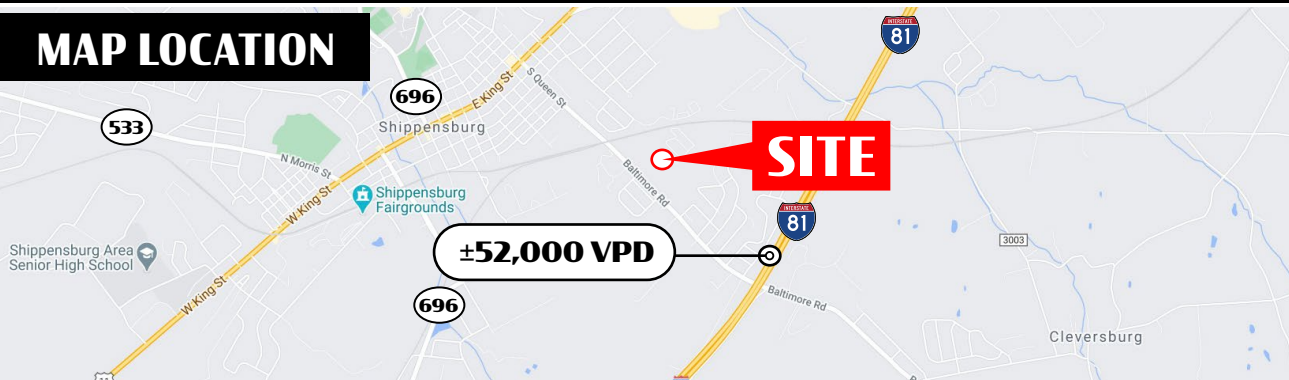 MAP LOCATION
INTERSTATE
81
696
E King St
S Queen St
533
Shippensburg
SITE
N Morris St
Baltimore Rd
Shippensburg
Fairgrounds
W King St
INTERSTATE
81
±52,000 VPD
3003
Shippensburg Area
Senior High School
W King St
696
Baltimore Rd
Cleversburg